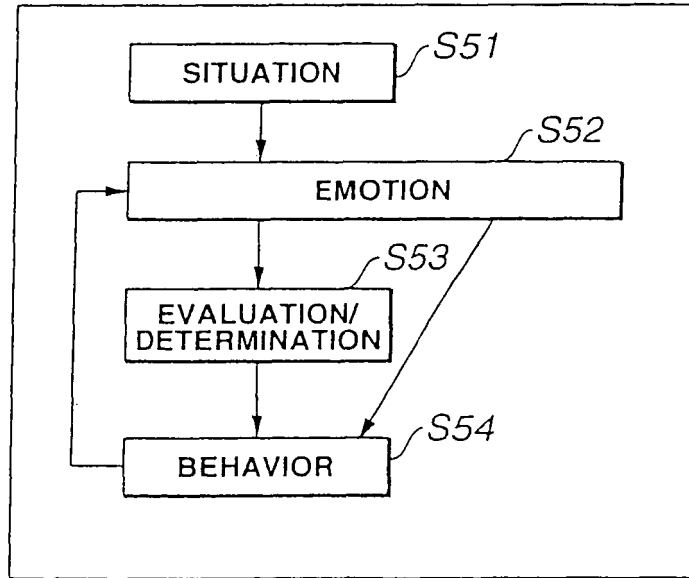 S51
SITUATION
S52
EMOTION
S53
EVALUATION/
DETERMINATION
S54
BEHAVIOR